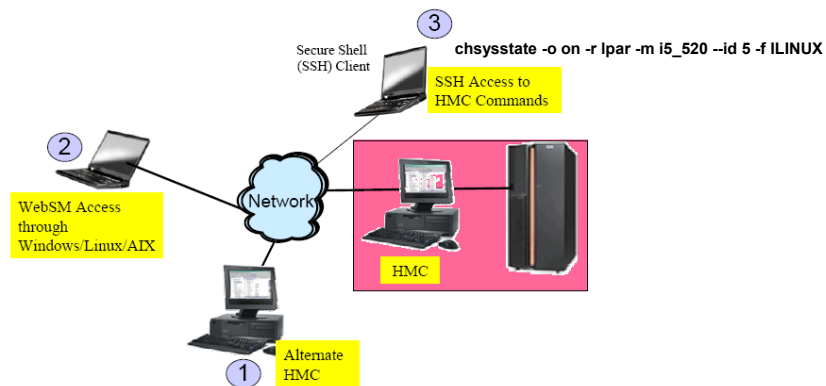 3
chsysstate -o on -r lpar -m i5_520 --id 5 -f ILINUX
Secure Shell
(SSH) Client
SSH Access to
HMC Commands
2
Network
WebSM Access
through
Windows/Linux/AIX
HMC
Alternate
HMC
1